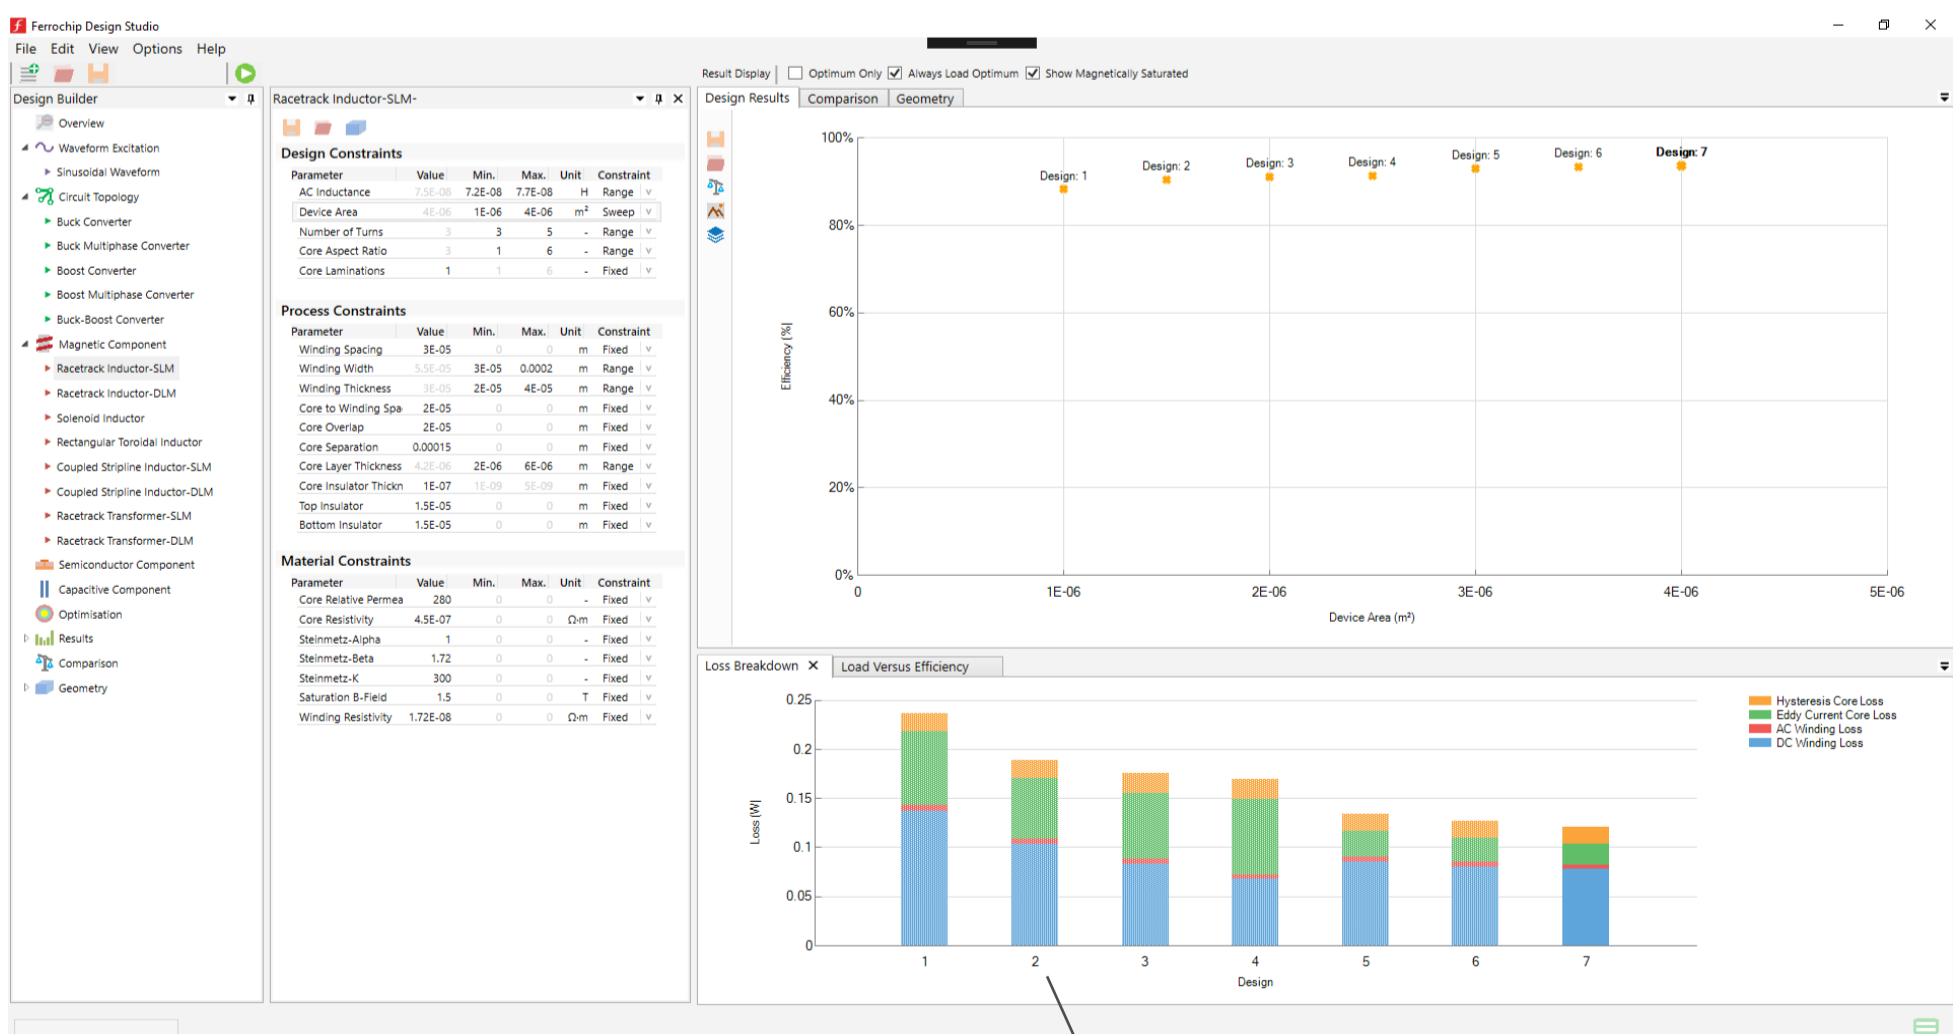 Ferrochip Design Studio
File Edit View Options Help
Result Display Optimum Only Always Load Optimum Show Magnetically Saturated
Design Builder
Overview
Waveform Excitation
Sinusoidal Waveform
Circuit Topology
Buck Converter
Buck Multiphase Converter
Boost Converter
Boost Multiphase Converter
Buck-Boost Converter
Magnetic Component
Racetrack Inductor-SLM
Racetrack Inductor-DLM
Solenoid Inductor
Rectangular Toroidal Inductor
Coupled Stripline Inductor-SLM
Coupled Stripline Inductor-DLM
Racetrack Transformer-SLM
Racetrack Transformer-DLM
Semiconductor Component
Capacitive Component
Optimisation
Results
Comparison
Geometry
Racetrack Inductor-SLM-
Design Constraints
Parameter Value Min. Max. Unit Constraint
AC Inductance 7.5E-08 7.2E-08 7.7E-08 H Range
Device Area 4E-06 1E-06 4E-06 m² Sweep
Number of Turns 3 3 5 - Range
Core Aspect Ratio 3 1 6 - Range
Core Laminations 1 1 6 - Fixed
Process Constraints
Parameter Value Min. Max. Unit Constraint
Winding Spacing 3E-05 0 0 m Fixed
Winding Width 5.5E-05 3E-05 0.0002 m Range
Winding Thickness 3E-05 2E-05 4E-05 m Range
Core to Winding Spa 2E-05 0 0 m Fixed
Core Overlap 2E-05 0 0 m Fixed
Core Separation 0.00015 0 0 m Fixed
Core Layer Thickness 4.2E-06 2E-06 6E-06 m Range
Core Insulator Thickn 1E-07 1E-09 5E-09 m Fixed
Top Insulator 1.5E-05 0 0 m Fixed
Bottom Insulator 1.5E-05 0 0 m Fixed
Material Constraints
Parameter Value Min. Max. Unit Constraint
Core Relative Permea 280 0 0 - Fixed
Core Resistivity 4.5E-07 0 0 Ω·m Fixed
Steinmetz-Alpha 1 0 0 - Fixed
Steinmetz-Beta 1.72 0 0 - Fixed
Steinmetz-K 300 0 0 - Fixed
Saturation B-Field 1.5 0 0 T Fixed
Winding Resistivity 1.72E-08 0 0 Ω·m Fixed
Design Results Comparison Geometry
100%
80%
60%
40%
20%
0%
Efficiency [%]
Design: 1 Design: 2 Design: 3 Design: 4 Design: 5 Design: 6 Design: 7
0 1E-06 2E-06 3E-06 4E-06 5E-06
Device Area (m²)
Loss Breakdown Load Versus Efficiency
0.25
0.2
0.15
0.1
0.05
0
Loss [W]
1 2 3 4 5 6 7
Design
Hysteresis Core Loss
Eddy Current Core Loss
AC Winding Loss
DC Winding Loss